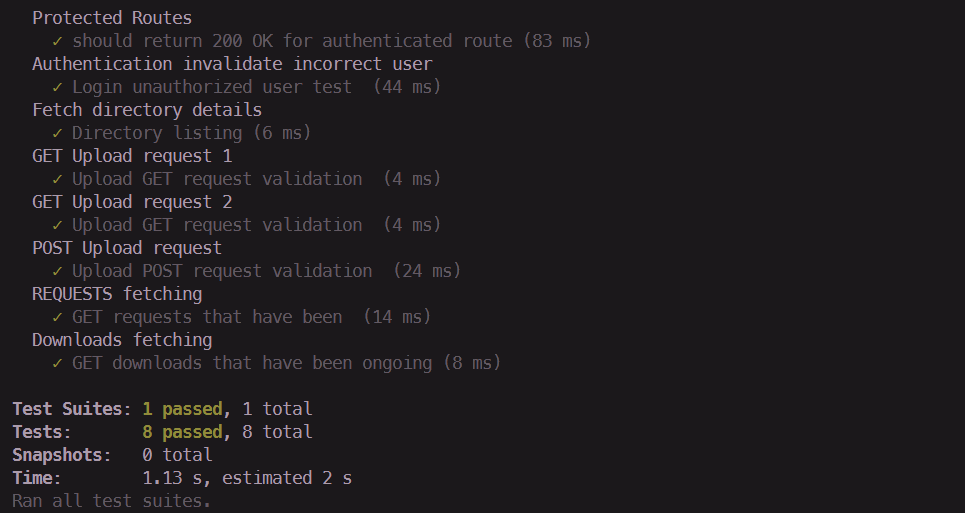 Protected Routes
✓ should return 200 OK for authenticated route (83 ms)
Authentication invalidate incorrect user
✓ Login unauthorized user test  (44 ms)
Fetch directory details
✓ Directory listing (6 ms)
GET Upload request 1
✓ Upload GET request validation  (4 ms)
GET Upload request 2
✓ Upload GET request validation  (4 ms)
POST Upload request
✓ Upload POST request validation  (24 ms)
REQUESTS fetching
✓ GET requests that have been  (14 ms)
Downloads fetching
✓ GET downloads that have been ongoing (8 ms)
Test Suites: 1 passed, 1 total
Tests:       8 passed, 8 total
Snapshots:   0 total
Time:        1.13 s, estimated 2 s
Ran all test suites.